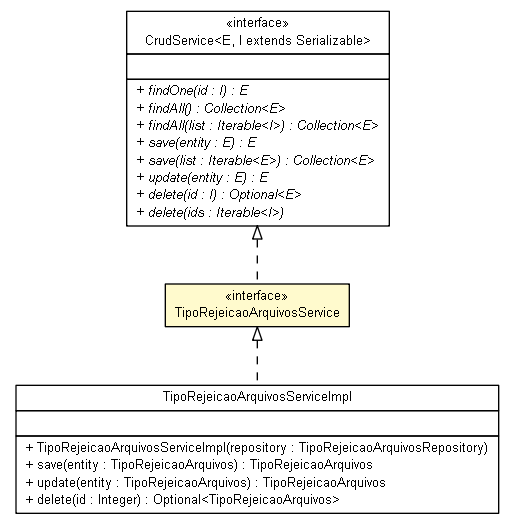 «interface»
CrudService<E, I extends Serializable>
+ findOne(id : I) : E
+ findAll() : Collection<E>
+ findAll(list : Iterable<I>) : Collection<E>
+ save(entity : E) : E
+ save(list : Iterable<E>) : Collection<E>
+ update(entity : E) : E
+ delete(id : I) : Optional<E>
+ delete(ids : Iterable<I>)
«interface»
TipoRejeicaoArquivosService
TipoRejeicaoArquivosServiceImpl
+ TipoRejeicaoArquivosServiceImpl(repository : TipoRejeicaoArquivosRepository)
+ save(entity : TipoRejeicaoArquivos) : TipoRejeicaoArquivos
+ update(entity : TipoRejeicaoArquivos) : TipoRejeicaoArquivos
+ delete(id : Integer) : Optional<TipoRejeicaoArquivos>